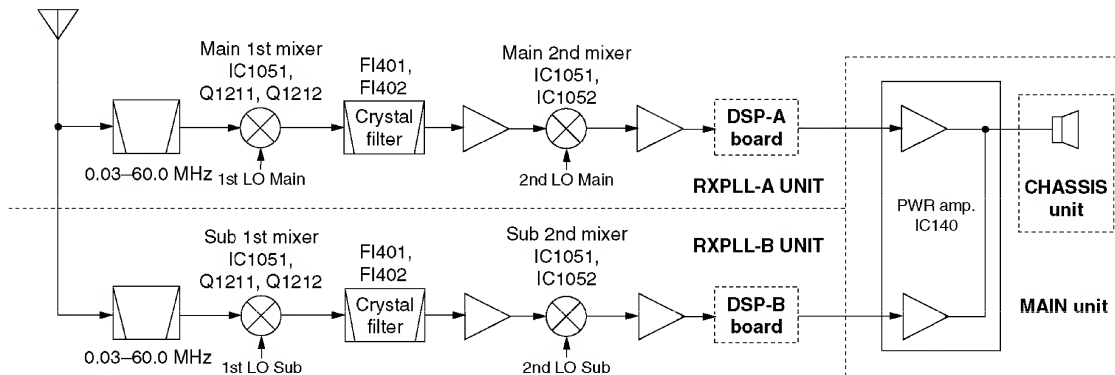 Main 1st mixer
IC1051,
Q1211, Q1212
FI401,
FI402
Crystal
filter
Main 2nd mixer
IC1051,
IC1052
DSP-A
board
0.03–60.0 MHz
1st LO Main
2nd LO Main
RXPLL-A UNIT
CHASSIS
unit
PWR amp.
IC140
Sub 1st mixer
IC1051,
Q1211, Q1212
FI401,
FI402
Crystal
filter
Sub 2nd mixer
IC1051,
IC1052
RXPLL-B UNIT
DSP-B
board
MAIN unit
0.03–60.0 MHz
1st LO Sub
2nd LO Sub